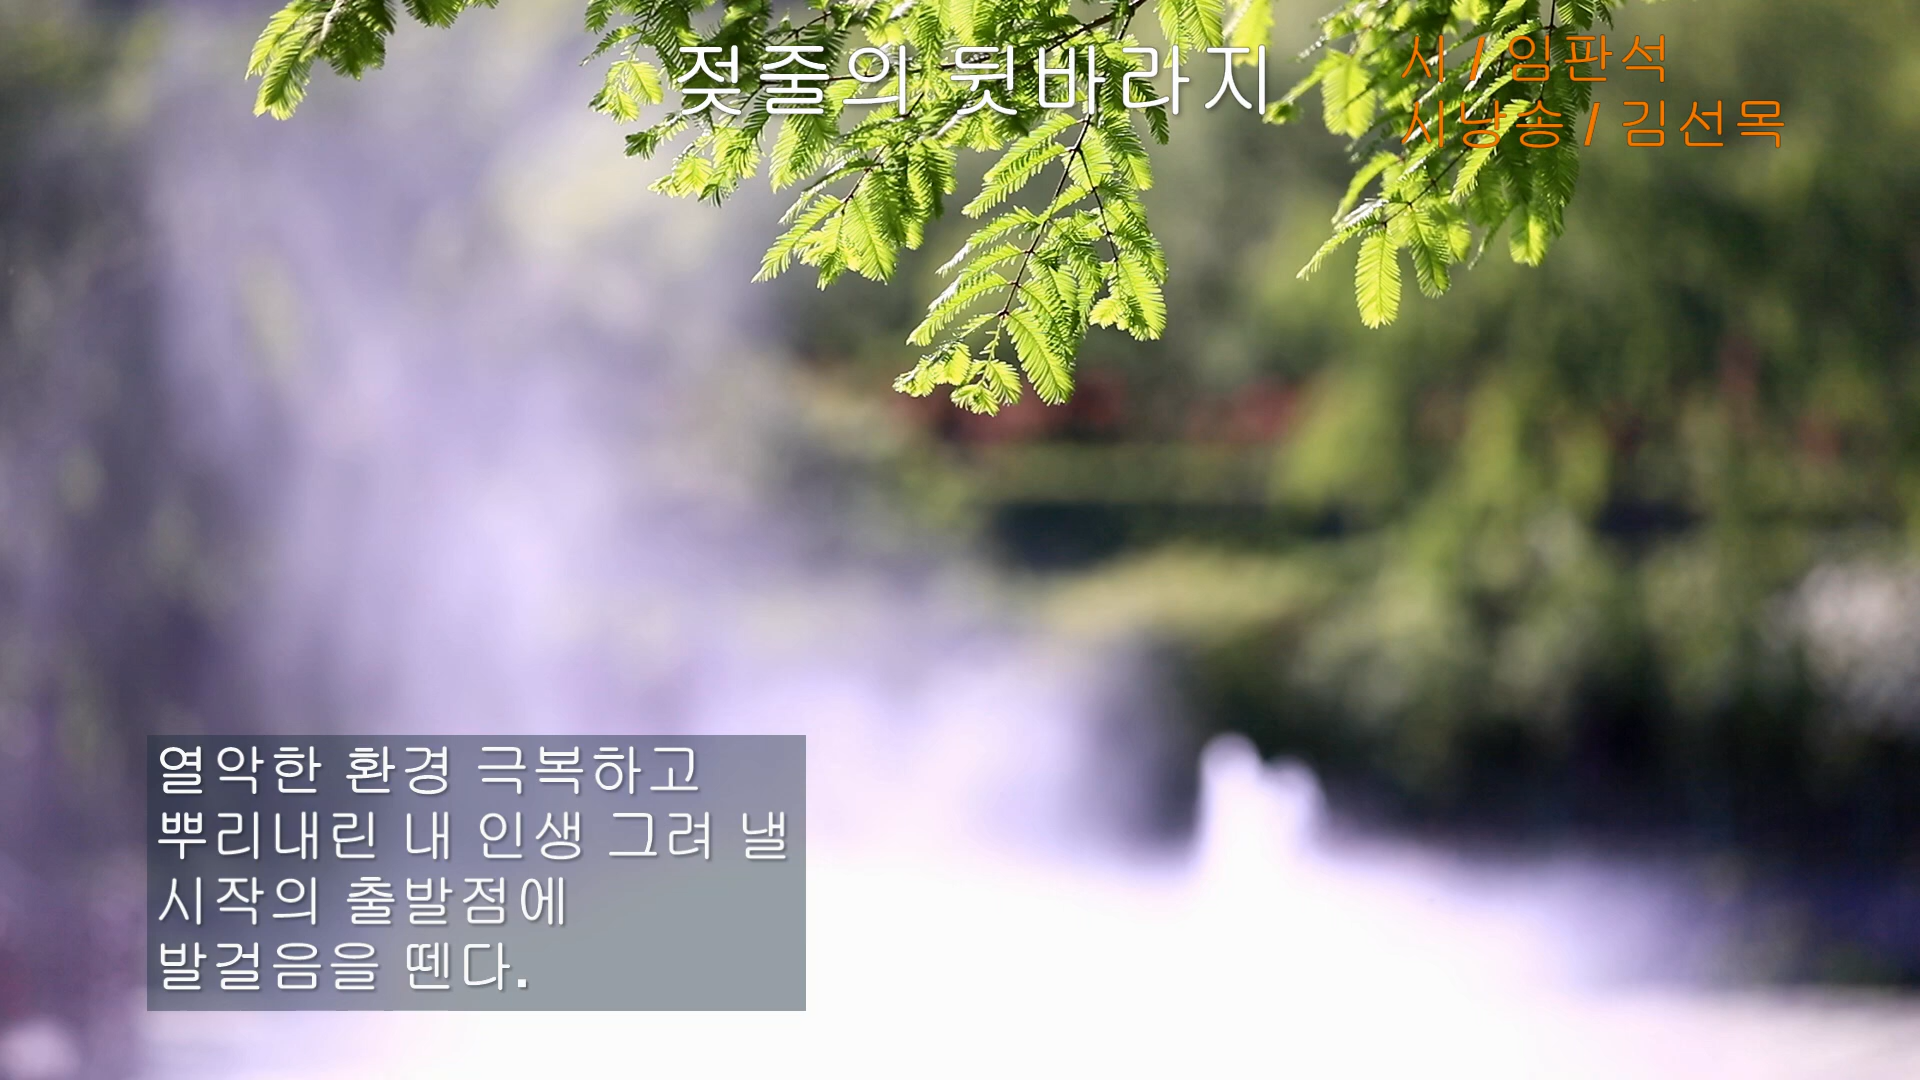 젖줄의 뒷바라지
시 / 임판석
시낭송 / 김선목
열악한 환경 극복하고
뿌리내린 내 인생 그려 낼
시작의 출발점에
발걸음을 뗀다.